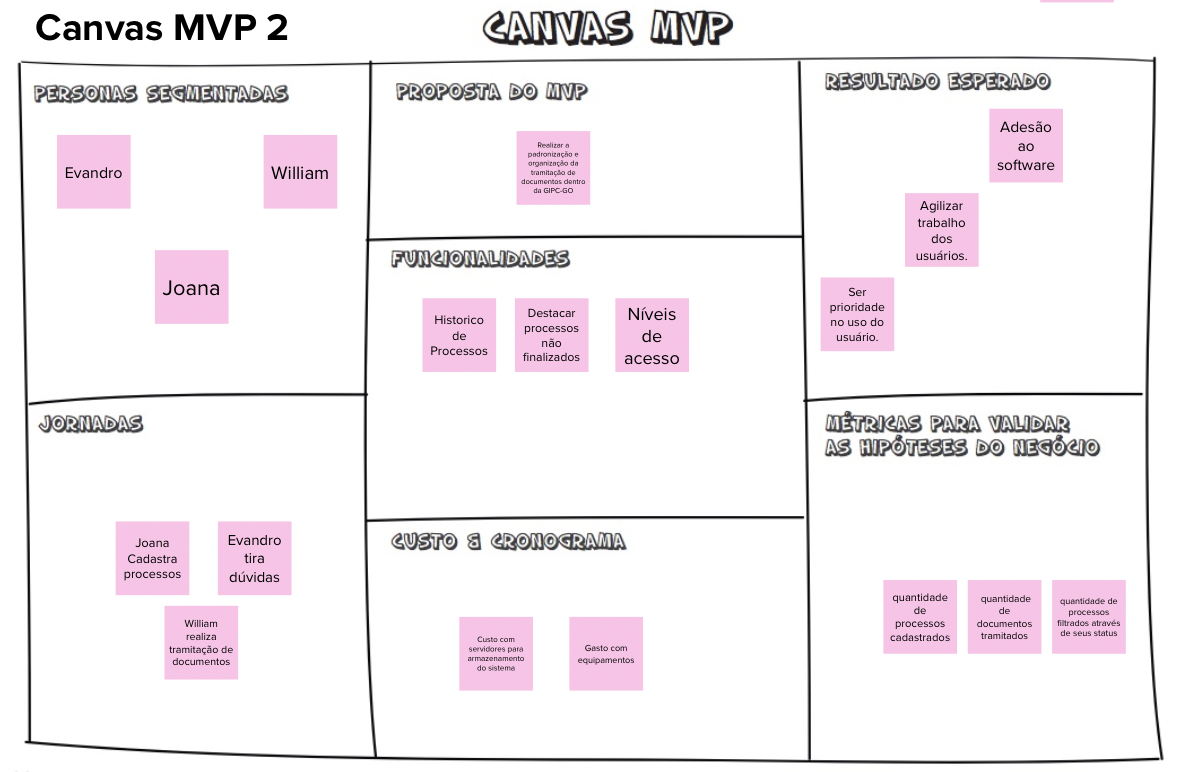 Canvas MVP 2
CANVAS MVP
PERSONAS SEGMENTADAS
Evandro
William
Joana
JORNADAS
Joana
Cadastra
processos
Evandro
tira
dúvidas
William
realiza
tramitação de
documentos
PROPOSTA DO MVP
Realizar a
padronização e
organização da
tramitação de
documentos dentro
da GIPC-GO
FUNCIONALIDADES
Historico
de
Processos
Destacar
processos
não
finalizados
Níveis
de
acesso
CUSTO & CRONOGRAMA
Custo com
servidores para
armazenamento
do sistema
Gasto com
equipamentos
RESULTADO ESPERADO
Adesão
ao
software
Agilizar
trabalho
dos
usuários.
Ser
prioridade
no uso do
usuário.
MÉTRICAS PARA VALIDAR
AS HIPÓTESES DO NEGÓCIO
quantidade
de
processos
cadastrados
quantidade
de
documentos
tramitados
quantidade de
processos
filtrados através
de seus status